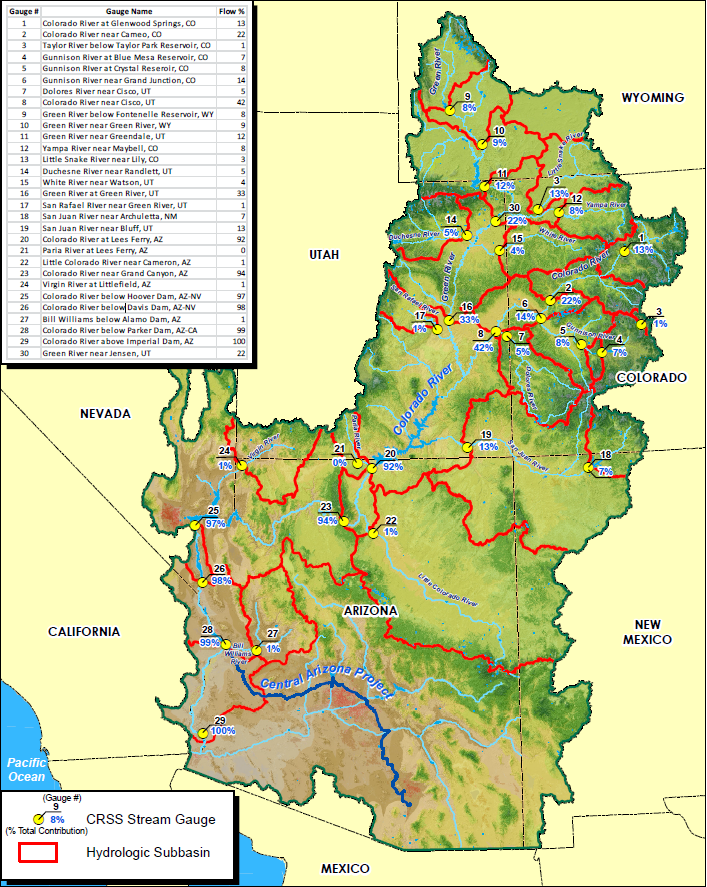 Gauge # Gauge Name Flow %
1 Colorado River at Glenwood Springs, CO 13
2 Colorado River near Cameo, CO 22
3 Taylor River below Taylor Park Reservoir, CO 1
4 Gunnison River at Blue Mesa Reservoir, CO 7
5 Gunnison River at Crystal Reseroir, CO 8
6 Gunnison River near Grand Junction, CO 14
7 Dolores River near Cisco, UT 5
8 Colorado River near Cisco, UT 42
9 Green River below Fontenelle Reservoir, WY 8
10 Green River near Green River, WY 9
11 Green River near Greendale, UT 12
12 Yampa River near Maybell, CO 8
13 Little Snake River near Lily, CO 3
14 Duchesne River near Randlett, UT 5
15 White River near Watson, UT 4
16 Green River at Green River, UT 33
17 San Rafael River near Green River, UT 1
18 San Juan River near Archuleta, NM 7
19 San Juan River near Bluff, UT 13
20 Colorado River at Lees Ferry, AZ 92
21 Paria River at Lees Ferry, AZ 0
22 Little Colorado River near Cameron, AZ 1
23 Colorado River near Grand Canyon, AZ 94
24 Virgin River at Littlefield, AZ 1
25 Colorado River below Hoover Dam, AZ-NV 97
26 Colorado River below Davis Dam, AZ-NV 98
27 Bill Williams below Alamo Dam, AZ 1
28 Colorado River below Parker Dam, AZ-CA 99
29 Colorado River above Imperial Dam, AZ 100
30 Green River near Jensen, UT 22
Green River
9
8%
WYOMING
10
9%
Little Snake River
11
12%
3
13%
12
8%
Yampa River
30
22%
14
5%
Duchesne River
White River
15
4%
1
13%
UTAH
Colorado River
Green River
San Rafael River
2
22%
6
14%
16
33%
17
1%
8
42%
7
5%
Gunnison River
5
8%
4
7%
3
1%
Dolores River
COLORADO
Colorado River
NEVADA
Paria River
24
1%
Virgin River
21
0%
20
92%
19
13%
San Juan River
18
7%
25
97%
23
94%
22
1%
26
98%
Little Colorado River
ARIZONA
CALIFORNIA
28
99%
Bill
Williams
River
27
1%
NEW
MEXICO
Central Arizona Project
29
100%
Pacific
Ocean
(Gauge #)
9
8%
(% Total Contribution)
CRSS Stream Gauge
Hydrologic Subbasin
MEXICO